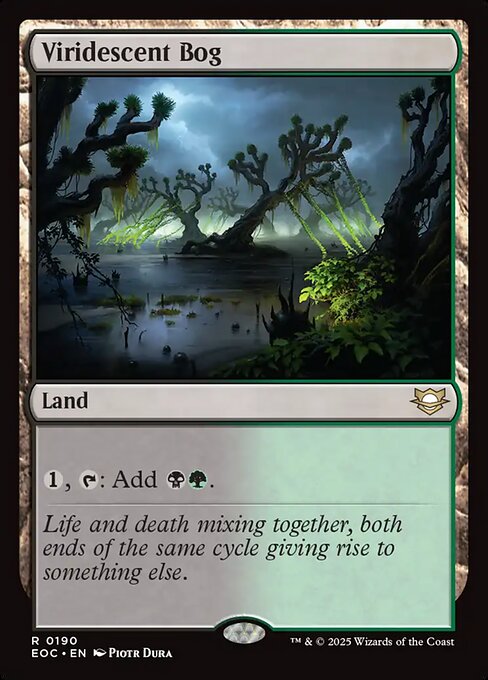 Viridescent Bog
Land
1, : Add .
Life and death mixing together, both
ends of the same cycle giving rise to
something else.
R 0190
EOC • EN Piotr Dura
™ & © 2025 Wizards of the Coast